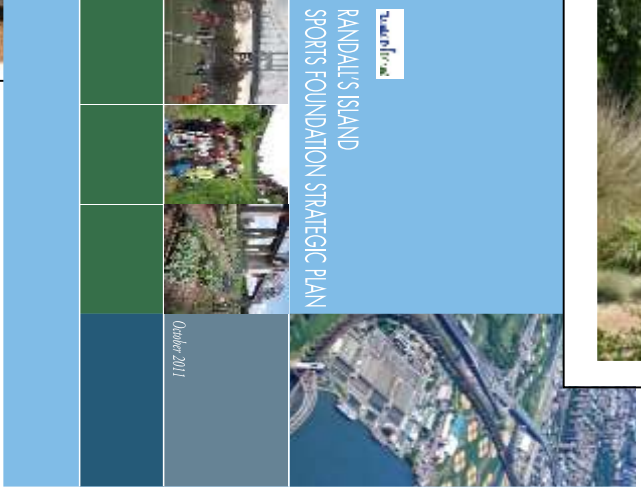 RANDALL'S ISLAND
SPORTS FOUNDATION STRATEGIC PLAN
October 2011